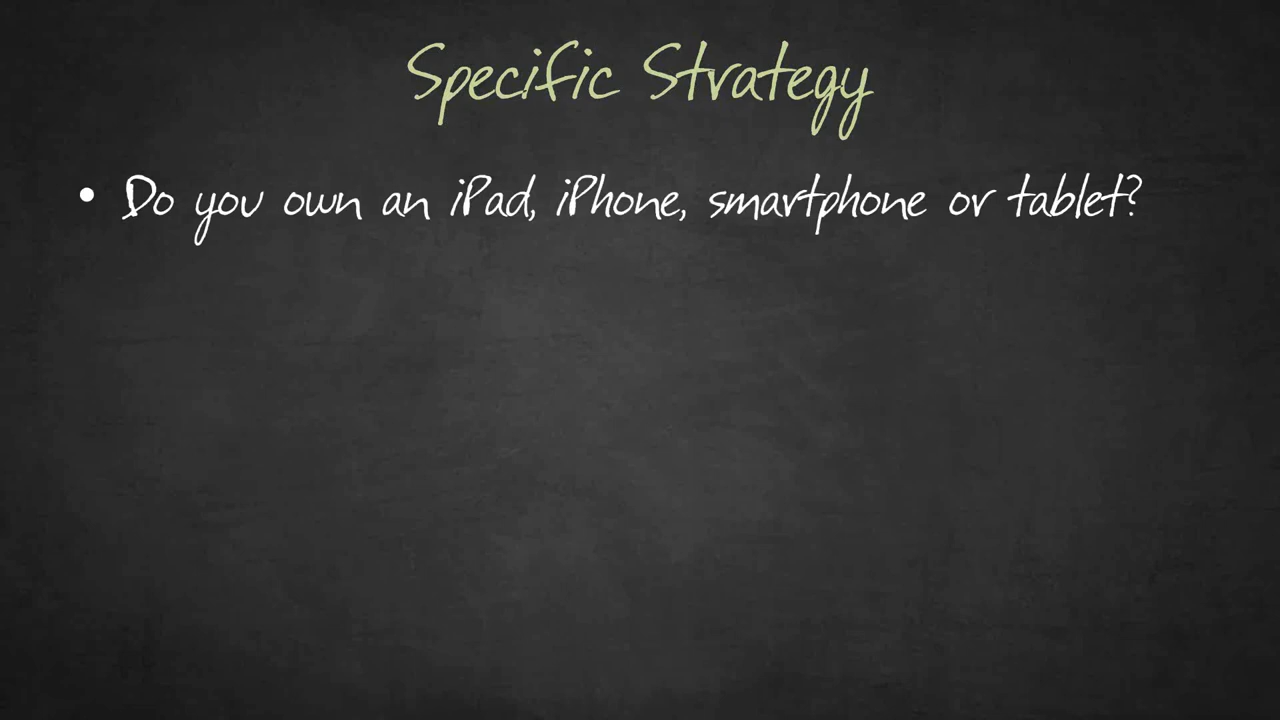 Specific Strategy
• Do you own an iPad, iPhone, smartphone or tablet?